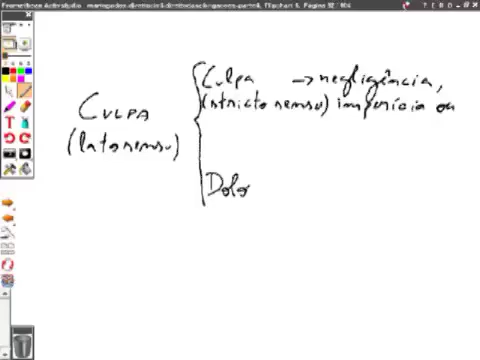 Culpa → negligência,
(stricto sensu) imperícia ou
CULPA
(lato sensu)
Dolo